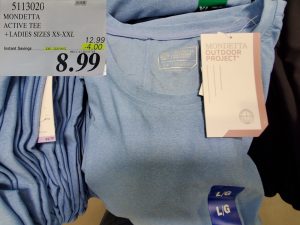 5113020
MONDETTA
ACTIVE TEE
+LADIES SIZES XS-XXL
12.99
Instant Savings
-4.00
8.99
MONDETTA
OUTDOOR
PROJECT
L/G
L/G